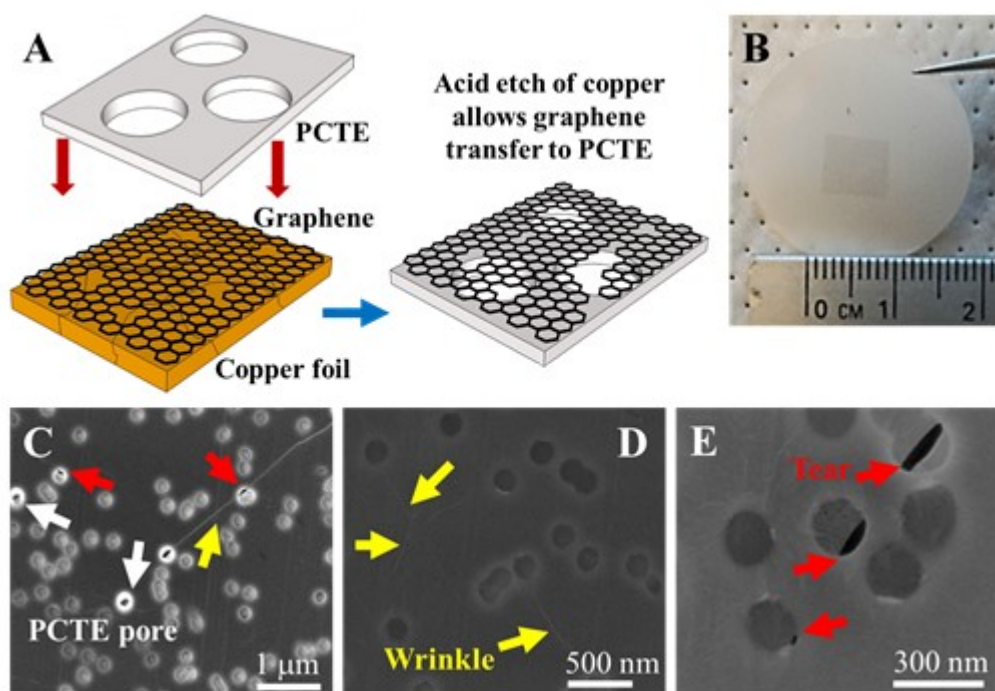 A
PCTE
Graphene
Copper foil
Acid etch of copper
allows graphene
transfer to PCTE
B
0 CM 1 2
C
PCTE pore
1 μm
D
Wrinkle
500 nm
E
Tear
300 nm